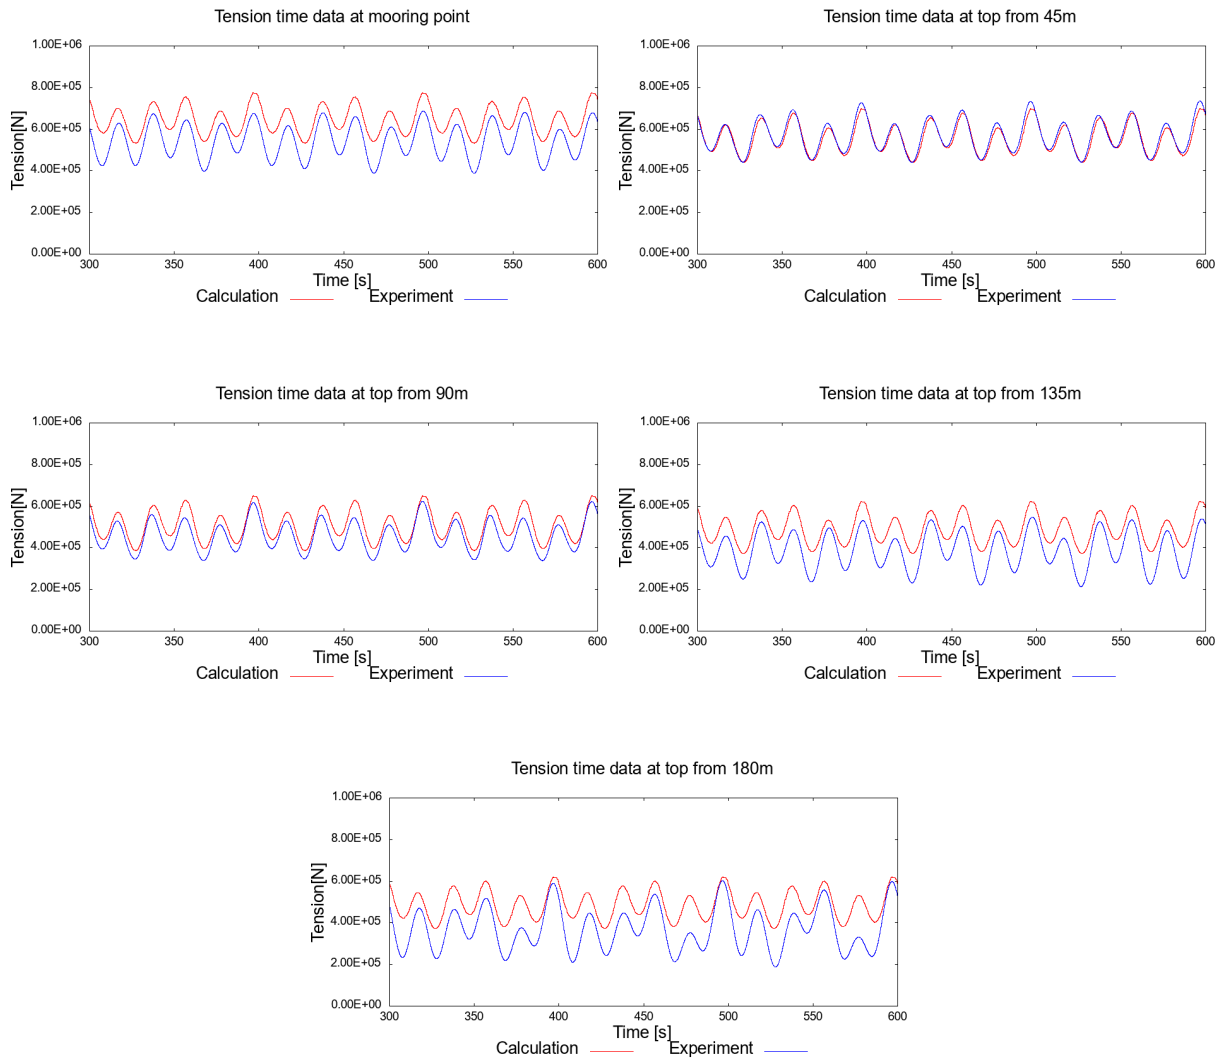 Tension time data at mooring point
1.00E+06
8.00E+05
6.00E+05
4.00E+05
2.00E+05
0.00E+00
Tension[N]
300 350 400 450 500 550 600
Time [s]
Calculation Experiment
Tension time data at top from 45m
1.00E+06
8.00E+05
6.00E+05
4.00E+05
2.00E+05
0.00E+00
Tension[N]
300 350 400 450 500 550 600
Time [s]
Calculation Experiment
Tension time data at top from 90m
1.00E+06
8.00E+05
6.00E+05
4.00E+05
2.00E+05
0.00E+00
Tension[N]
300 350 400 450 500 550 600
Time [s]
Calculation Experiment
Tension time data at top from 135m
1.00E+06
8.00E+05
6.00E+05
4.00E+05
2.00E+05
0.00E+00
Tension[N]
300 350 400 450 500 550 600
Time [s]
Calculation Experiment
Tension time data at top from 180m
1.00E+06
8.00E+05
6.00E+05
4.00E+05
2.00E+05
0.00E+00
Tension[N]
300 350 400 450 500 550 600
Time [s]
Calculation Experiment